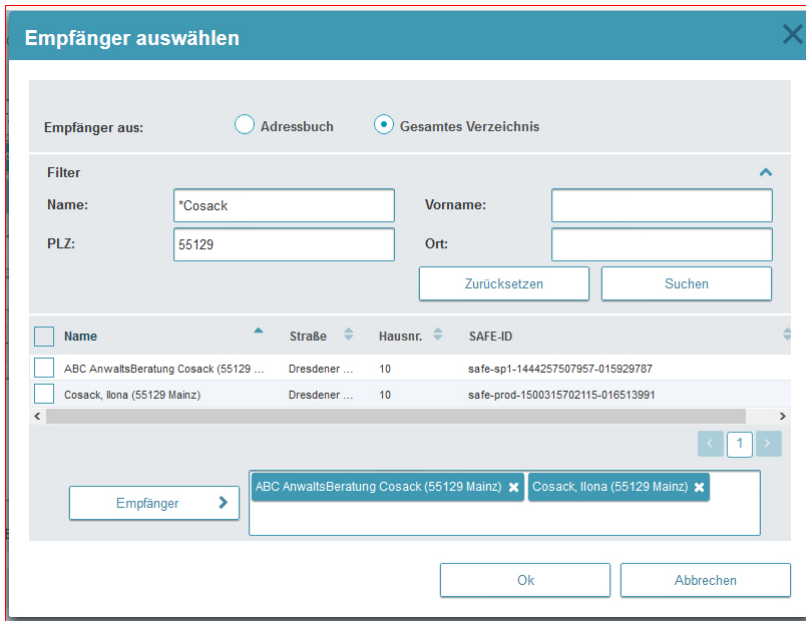 Empfänger auswählen
Empfänger aus: Adressbuch Gesamtes Verzeichnis
Filter
Name: *Cosack Vorname:
PLZ: 55129 Ort:
Zurücksetzen Suchen
Name Straße Hausnr. SAFE-ID
ABC AnwaltsBeratung Cosack (55129 ... Dresdener ... 10 safe-sp1-1444257507957-015929787
Cosack, Ilona (55129 Mainz) Dresdener ... 10 safe-prod-1500315702115-016513991
< >
< 1 >
Empfänger > ABC AnwaltsBeratung Cosack (55129 Mainz) × Cosack, Ilona (55129 Mainz) ×
Ok Abbrechen